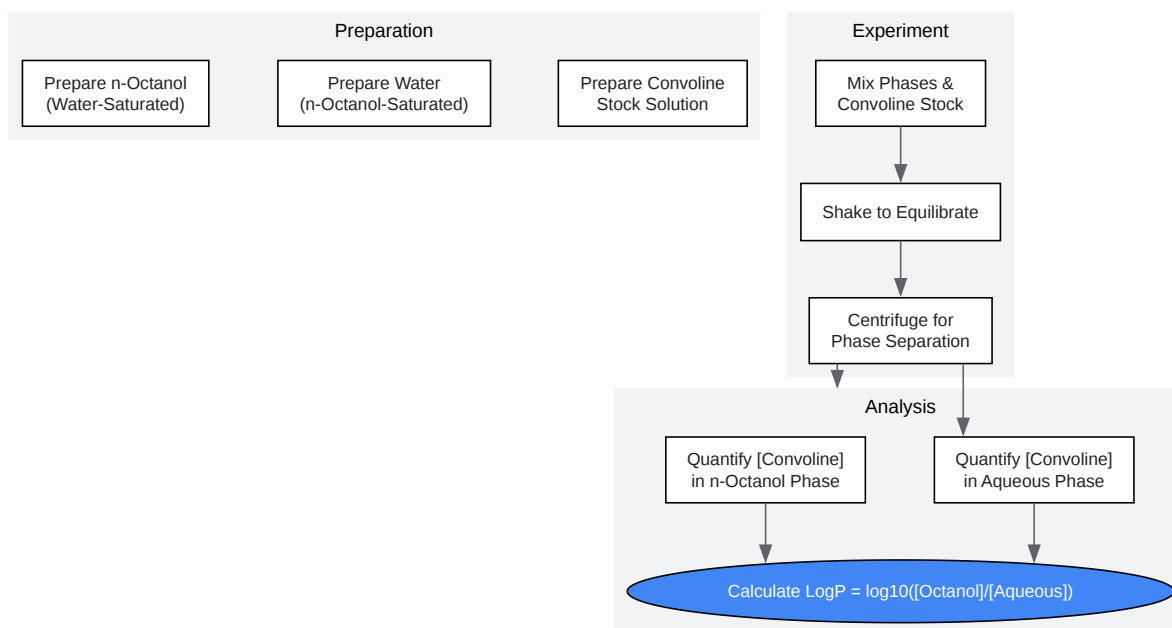 Preparation
Prepare n-Octanol
(Water-Saturated)
Prepare Water
(n-Octanol-Saturated)
Prepare Convoline
Stock Solution
Experiment
Mix Phases &
Convoline Stock
Shake to Equilibrate
Centrifuge for
Phase Separation
Analysis
Quantify [Convoline]
in n-Octanol Phase
Quantify [Convoline]
in Aqueous Phase
Calculate LogP = log10([Octanol]/[Aqueous])